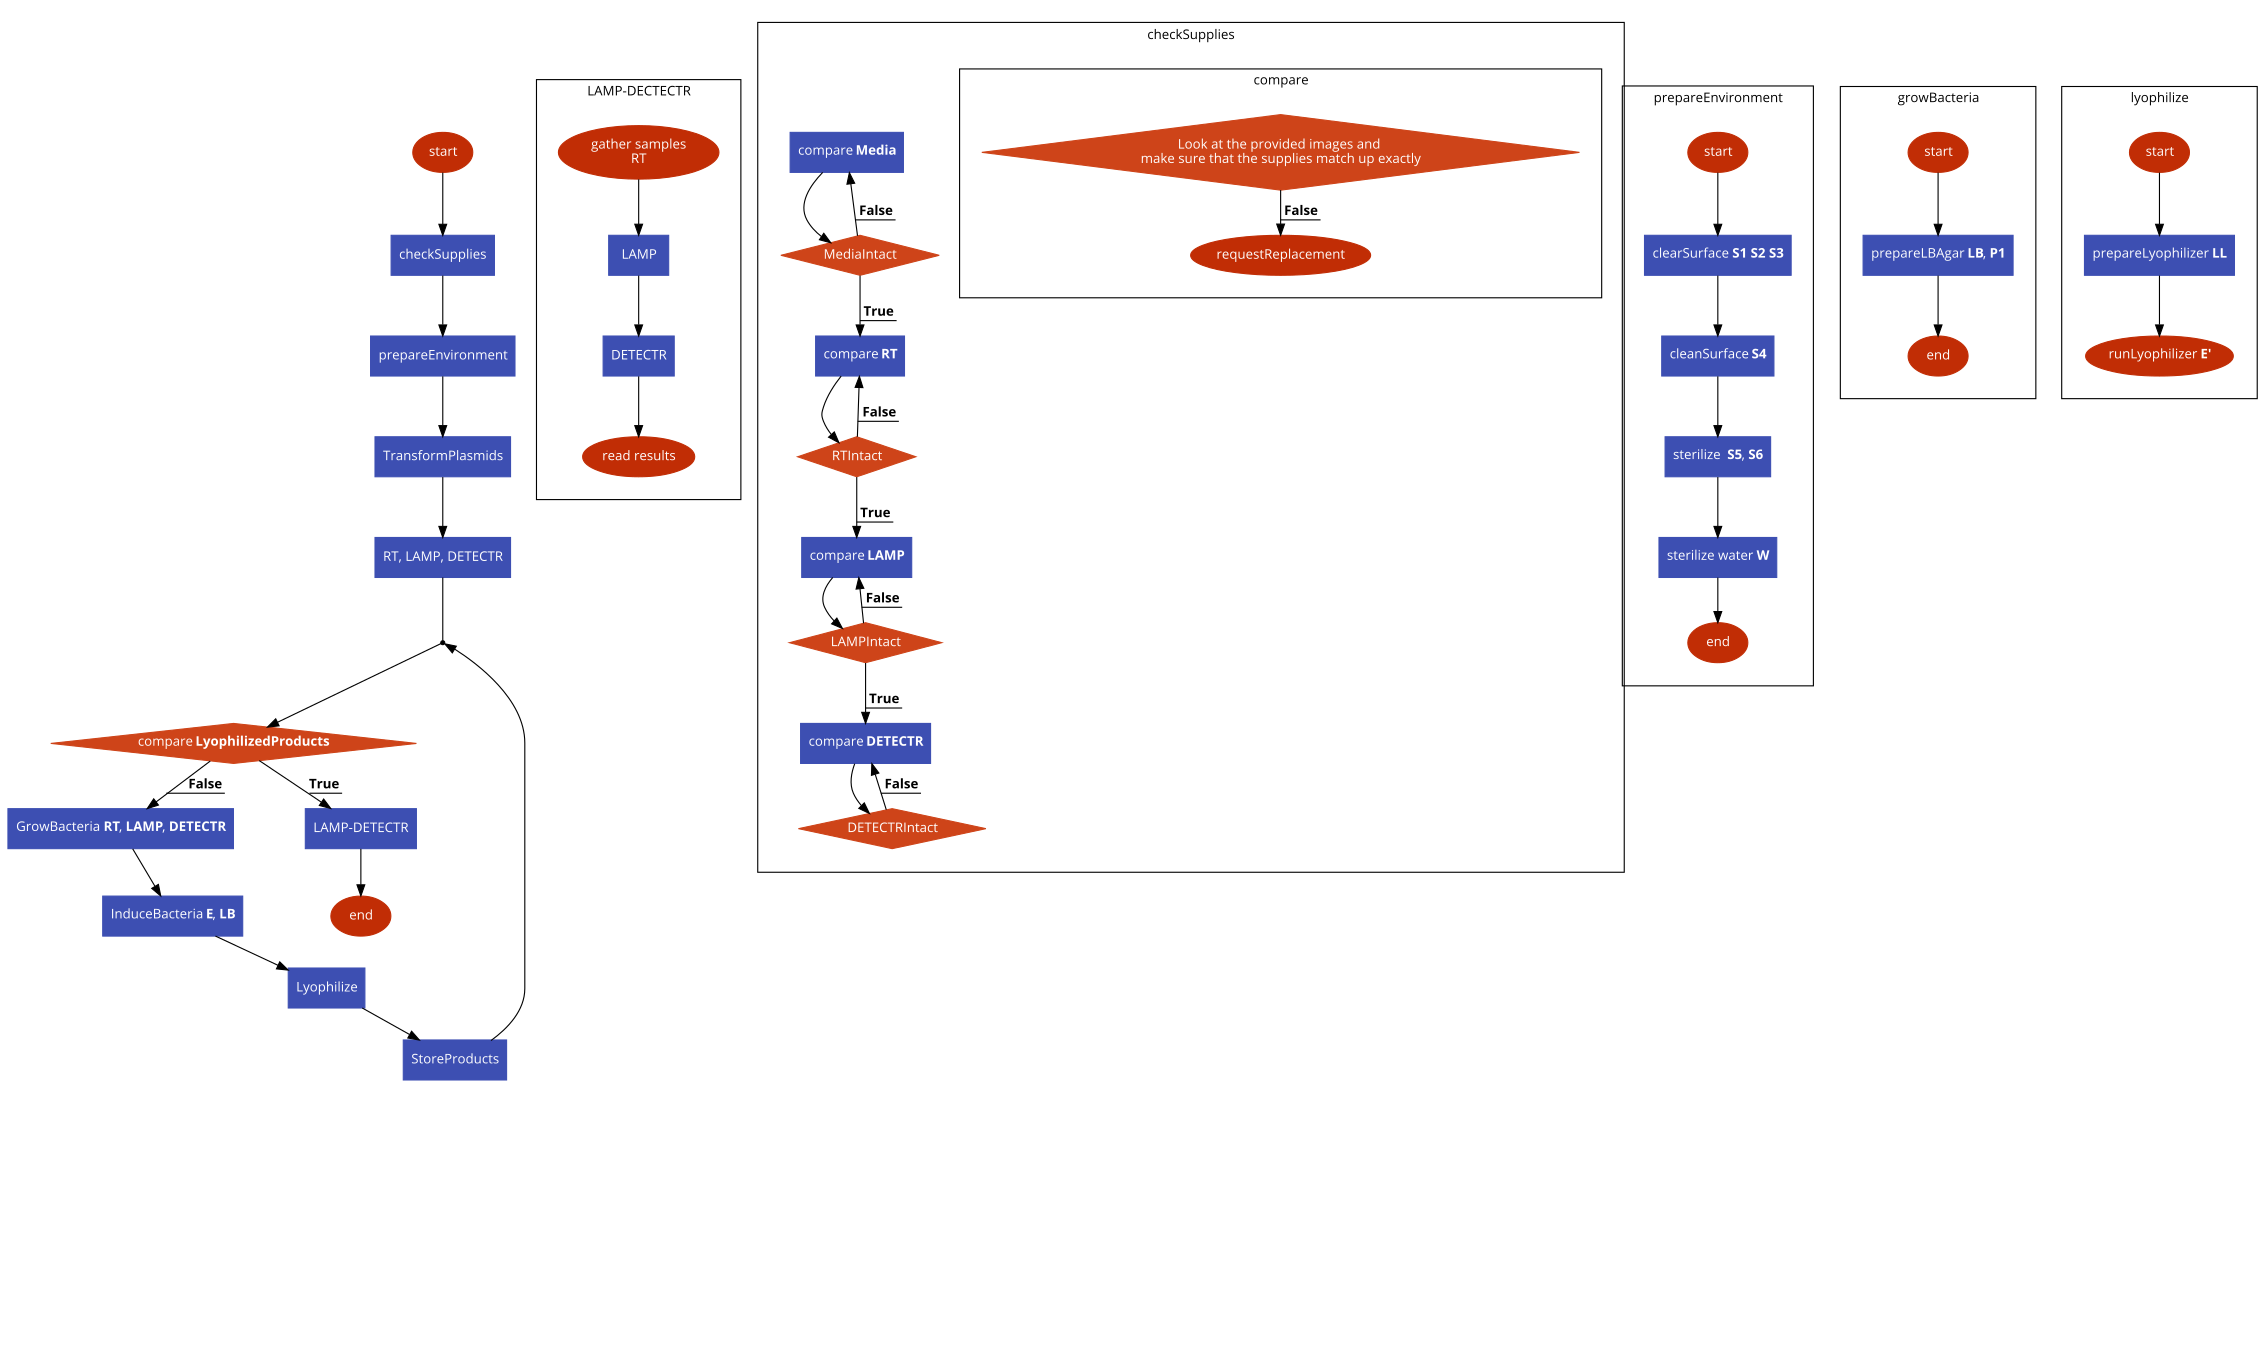 start
checkSupplies
prepareEnvironment
TransformPlasmids
RT, LAMP, DETECTR
compare LyophilizedProducts
False
True
GrowBacteria RT, LAMP, DETECTR
LAMP-DETECTR
InduceBacteria E, LB
end
Lyophilize
StoreProducts
LAMP-DECTECTR
gather samples
RT
LAMP
DETECTR
read results
checkSupplies
compare Media
False
MediaIntact
True
compare RT
False
RTIntact
True
compare LAMP
False
LAMPIntact
True
compare DETECTR
False
DETECTRIntact
compare
Look at the provided images and
make sure that the supplies match up exactly
False
requestReplacement
prepareEnvironment
start
clearSurface S1 S2 S3
cleanSurface S4
sterilize S5, S6
sterilize water W
end
growBacteria
start
prepareLBAgar LB, P1
end
lyophilize
start
prepareLyophilizer LL
runLyophilizer E'